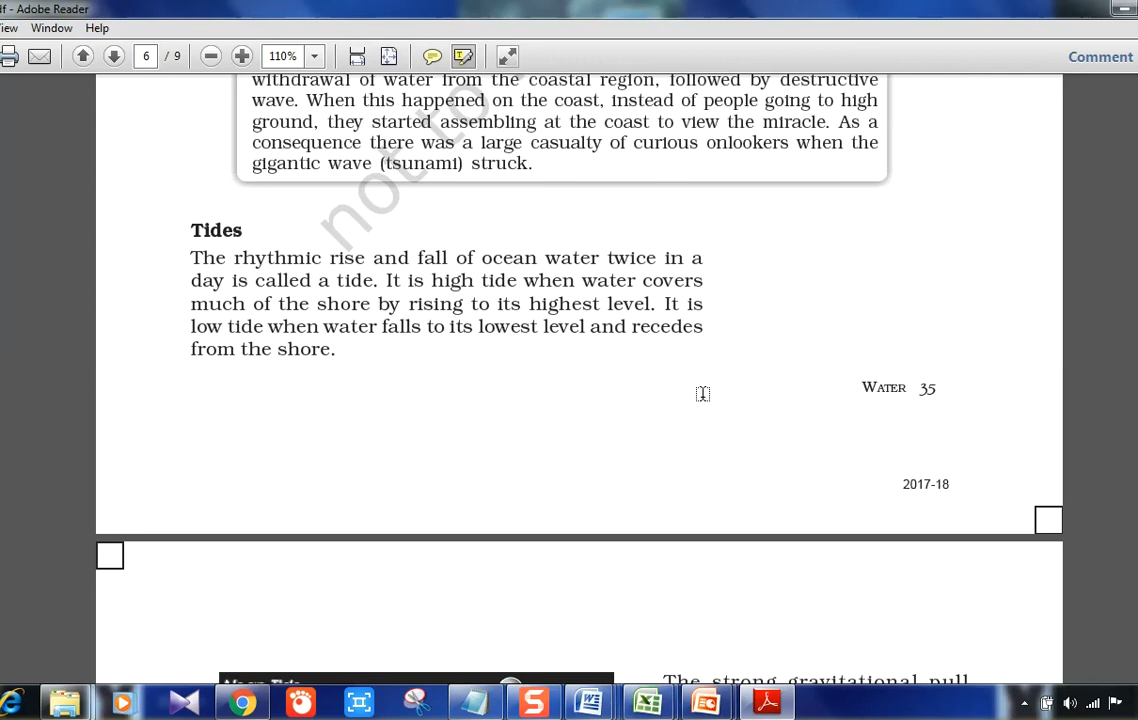 df - Adobe Reader
View Window Help
6 / 9 110% Comment
withdrawal of water from the coastal region, followed by destructive
wave. When this happened on the coast, instead of people going to high
ground, they started assembling at the coast to view the miracle. As a
consequence there was a large casualty of curious onlookers when the
gigantic wave (tsunami) struck.
not to
Tides
The rhythmic rise and fall of ocean water twice in a
day is called a tide. It is high tide when water covers
much of the shore by rising to its highest level. It is
low tide when water falls to its lowest level and recedes
from the shore.
WATER 35
2017-18
The strong gravitational pull